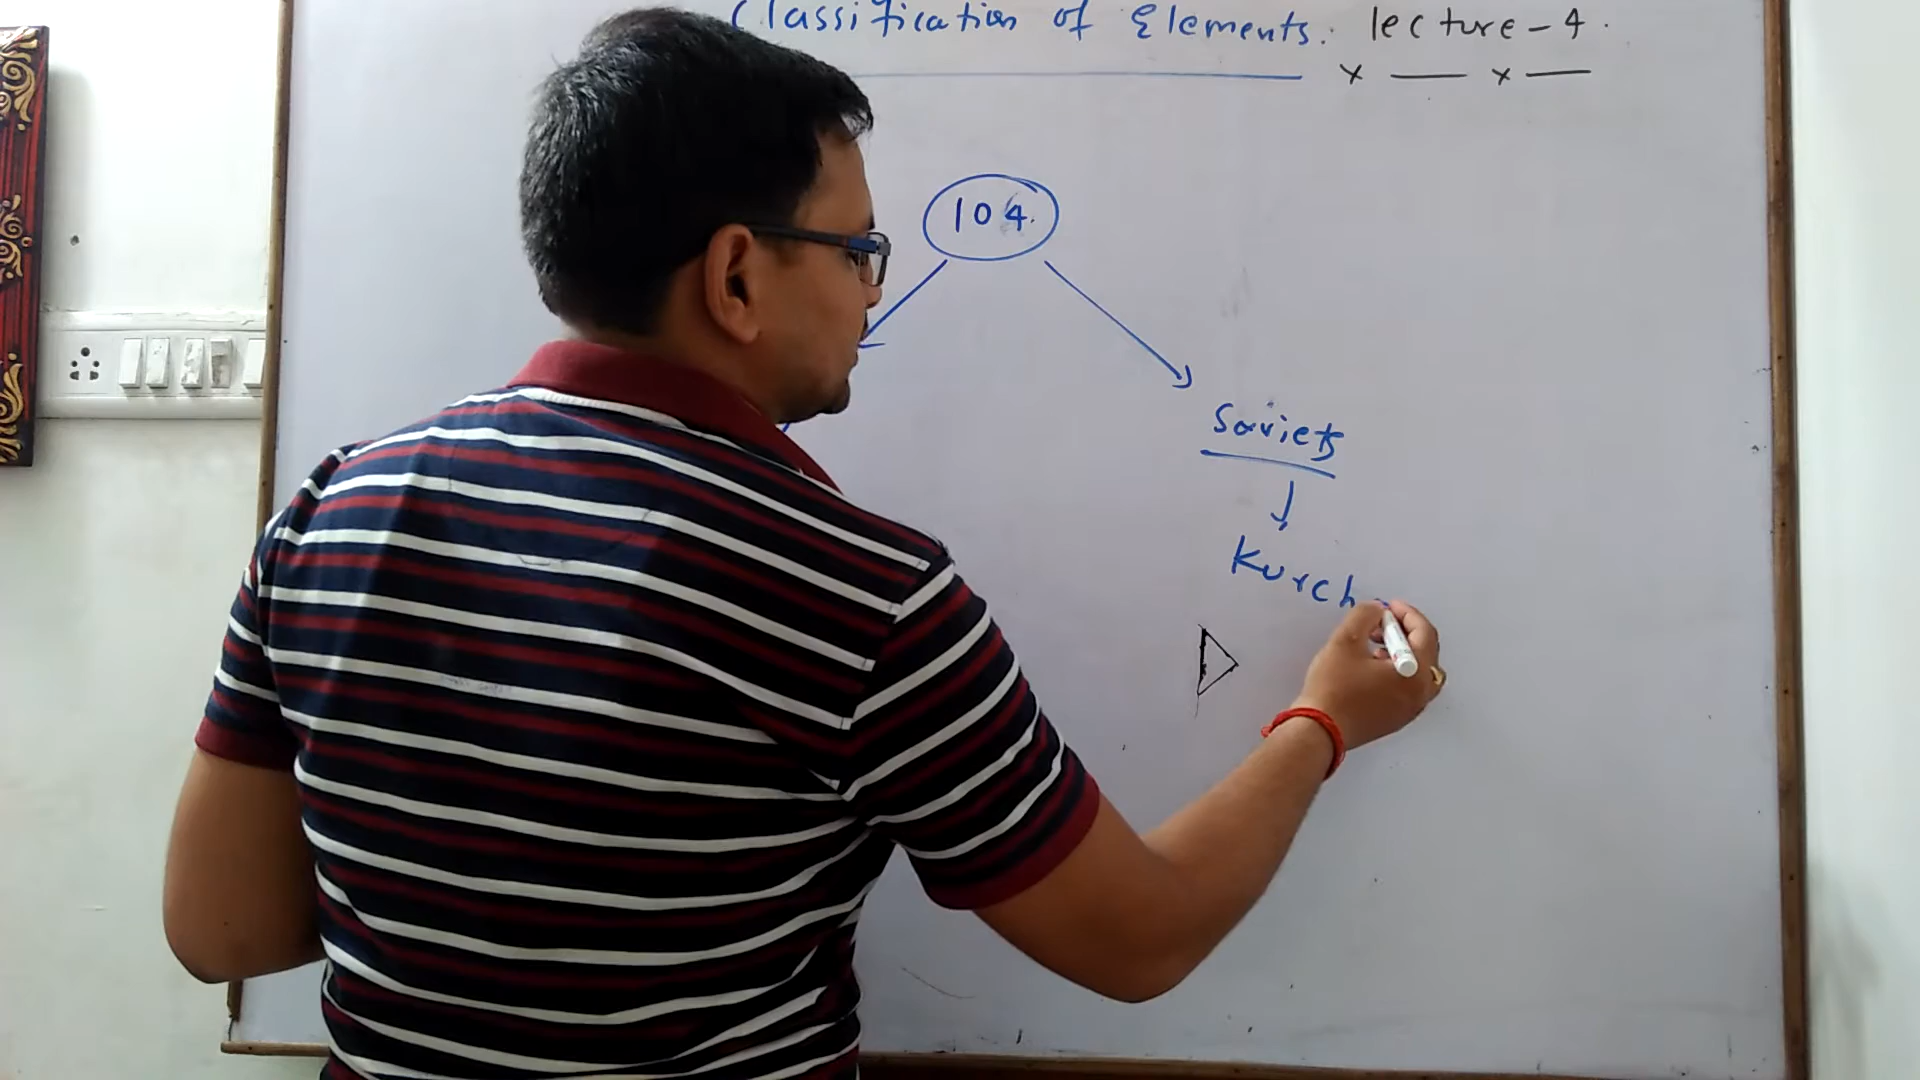 Classification of Elements. lecture-4.
104.
Soviets
Kurch